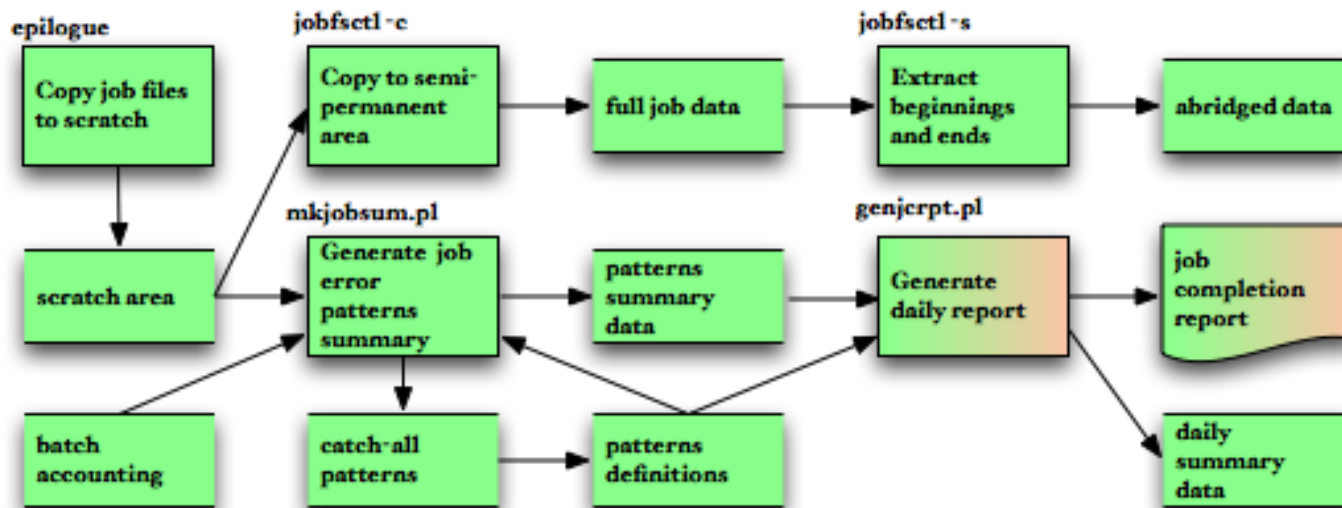 epilogue
Copy job files
to scratch
jobfsctl -c
Copy to semi-
permanent
area
full job data
jobfsctl -s
Extract
beginnings
and ends
abridged data
scratch area
mkjobsum.pl
Generate job
error
patterns
summary
patterns
summary
data
genjcrpt.pl
Generate
daily report
job
completion
report
batch
accounting
catch-all
patterns
patterns
definitions
daily
summary
data